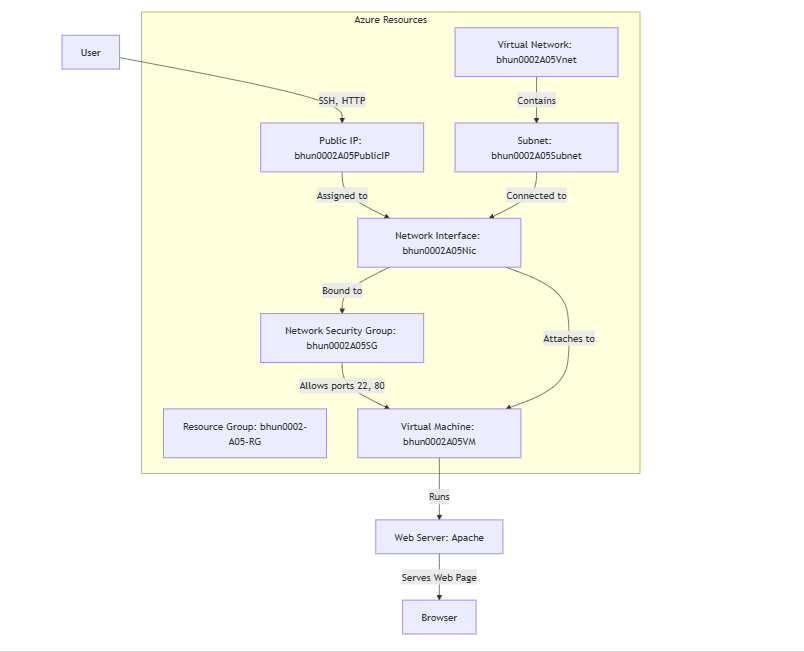 Azure Resources
User
Virtual Network:
bhun0002A05Vnet
SSH, HTTP
Contains
Public IP:
bhun0002A05PublicIP
Subnet:
bhun0002A05Subnet
Assigned to
Connected to
Network Interface:
bhun0002A05Nic
Bound to
Network Security Group:
bhun0002A05SG
Attaches to
Allows ports 22, 80
Resource Group: bhun0002-
A05-RG
Virtual Machine:
bhun0002A05VM
Runs
Web Server: Apache
Serves Web Page
Browser